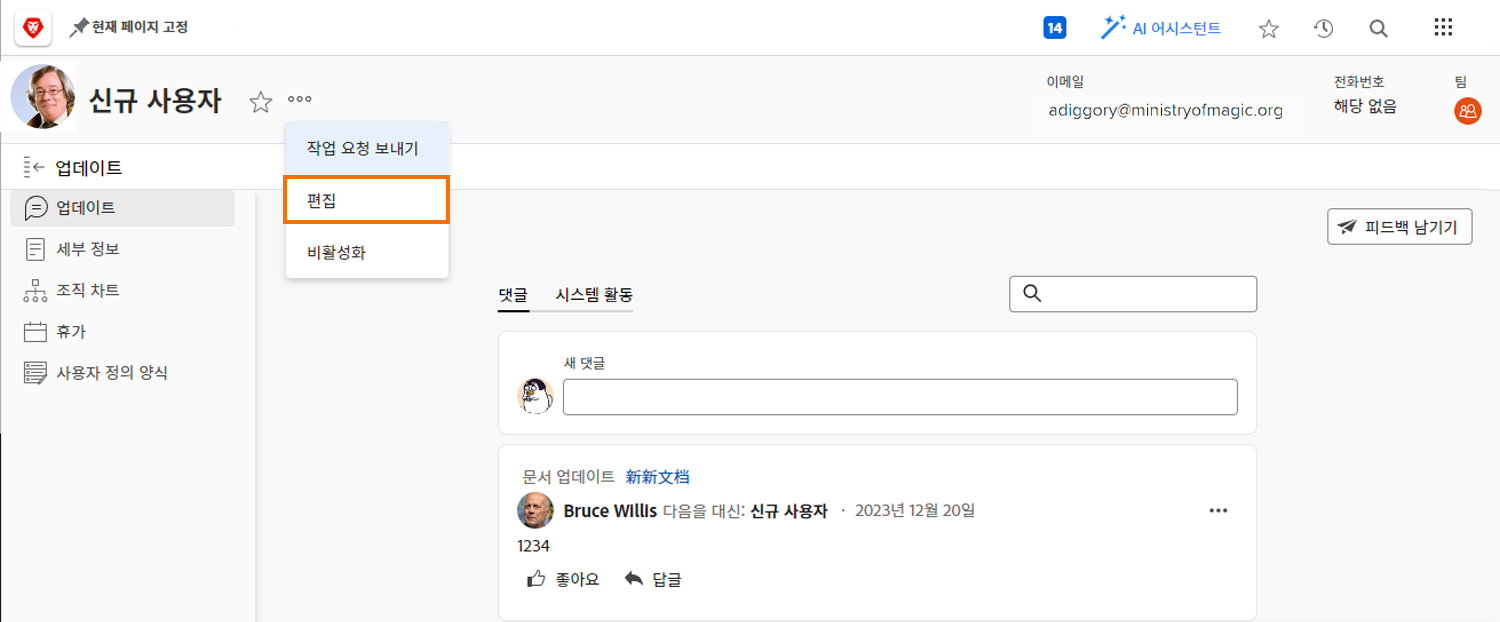 현재 페이지 고정
14
AI 어시스턴트
신규 사용자
이메일
adiggory@ministryofmagic.org
전화번호
해당 없음
팀
작업 요청 보내기
편집
비활성화
업데이트
업데이트
세부 정보
조직 차트
휴가
사용자 정의 양식
피드백 남기기
댓글 시스템 활동
새 댓글
문서 업데이트 新新文档
Bruce Willis 다음을 대신: 신규 사용자 · 2023년 12월 20일
1234
좋아요 답글